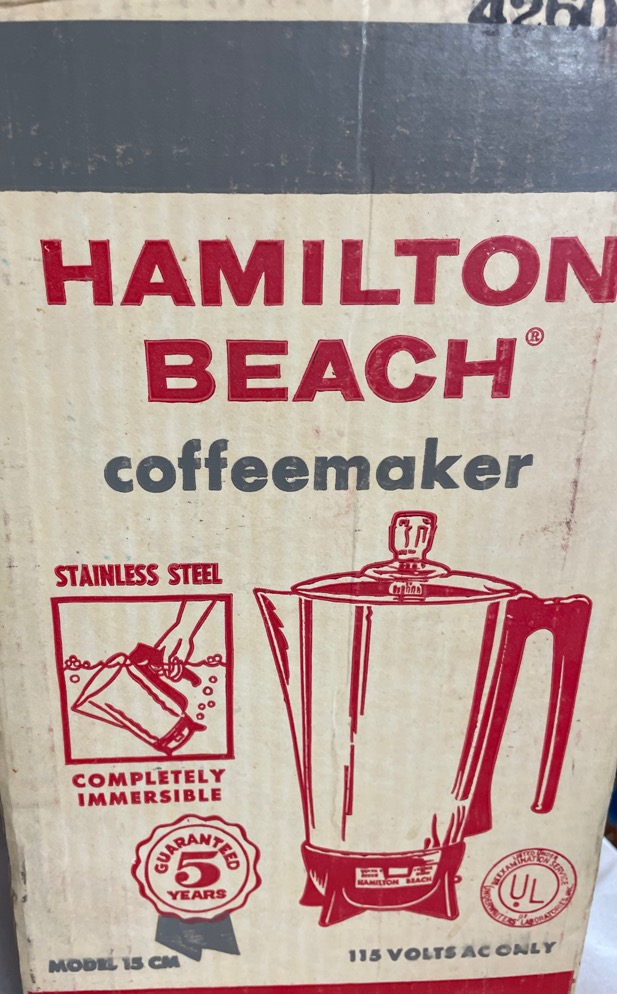 4260
HAMILTON
BEACH®
coffeemaker
STAINLESS STEEL
COMPLETELY
IMMERSIBLE
GUARANTEED
5
YEARS
HAMILTON BEACH
UL
MODEL 15 CM
115 VOLTS AC ONLY